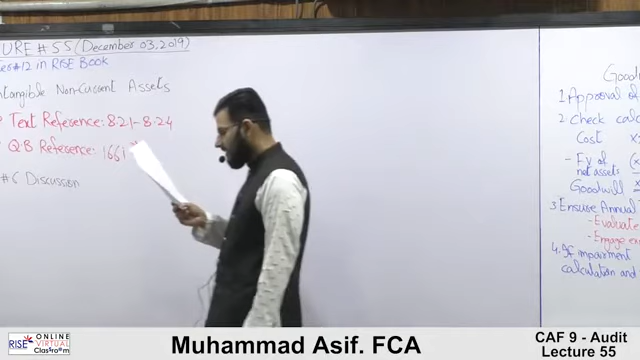 URE # 55 (December 03, 2019)
#12 in RISE Book
ntangible Non-Current Assets
Text Reference: 8.21-8.24
Q.B Reference:
#6 Discussion
Goodw
1. Approval of
2. Check calc
Cost x
- FV of
net assets (x
Goodwill x
3. Ensure Annual
- Evaluate
- Engage ex
4. If impairment
calculation and
RISE ONLINE
VIRTUAL
Classroom
Muhammad Asif. FCA
CAF 9 - Audit
Lecture 55